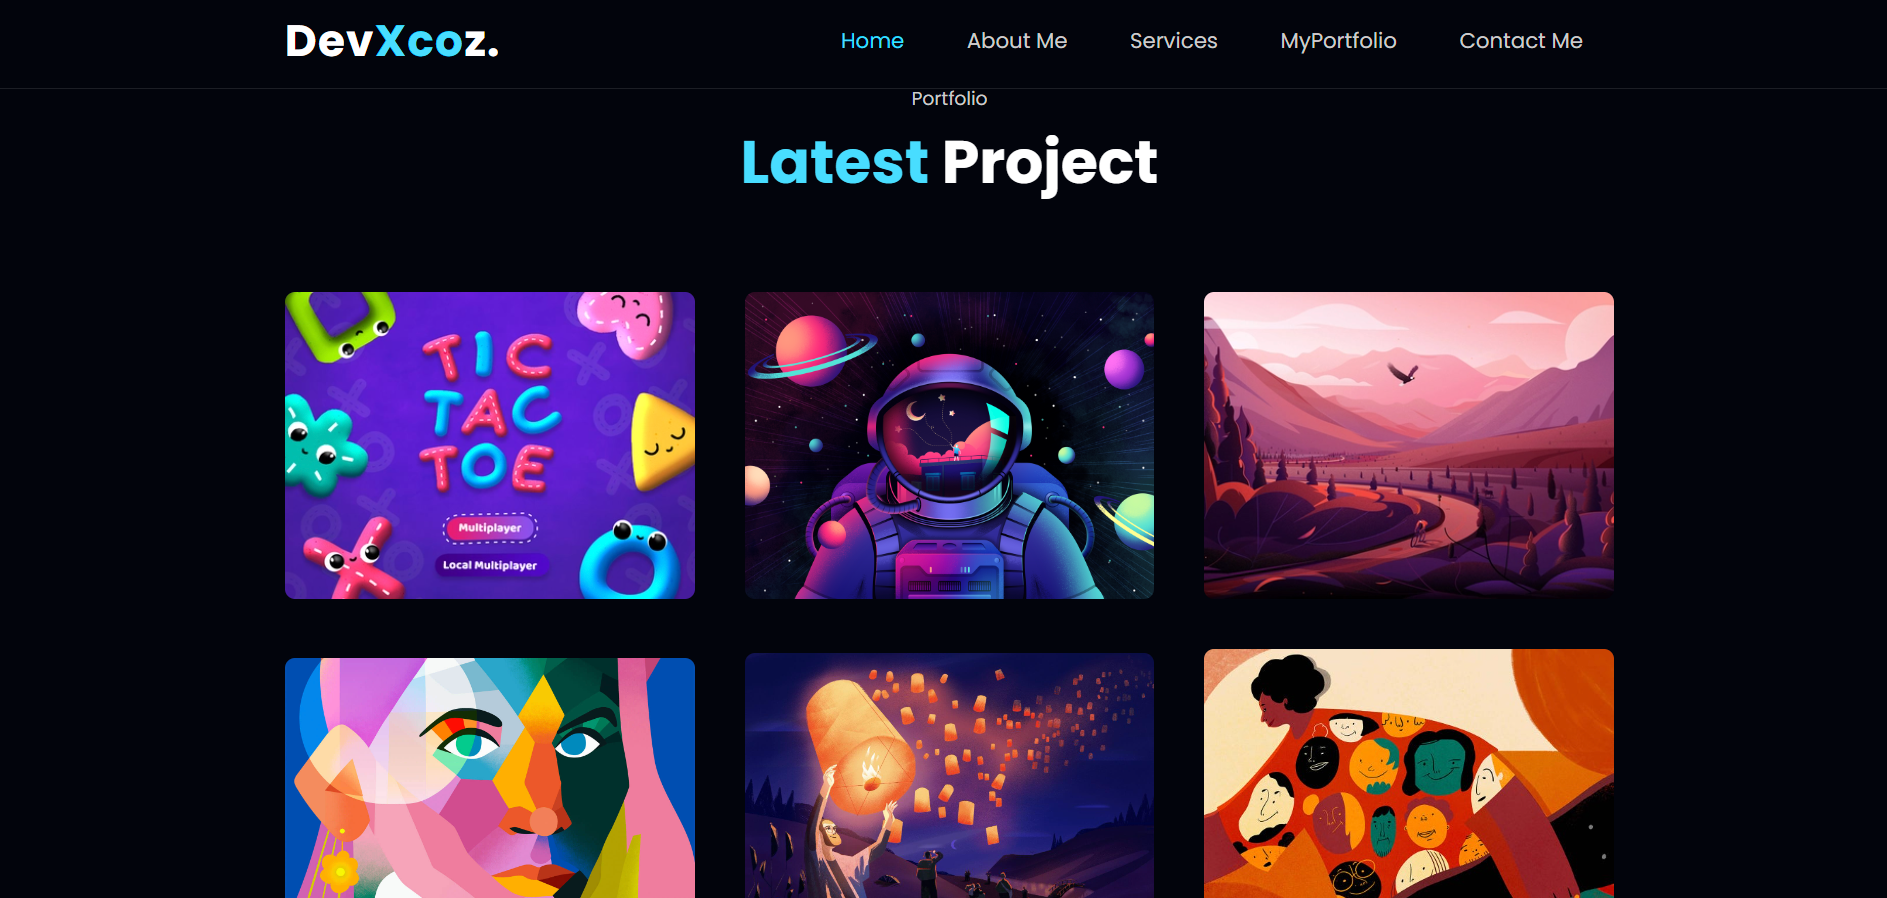 DevXcoz.
Home About Me Services MyPortfolio Contact Me
Portfolio
Latest Project
TIC
TAC
TOE
Multiplayer
Local Multiplayer